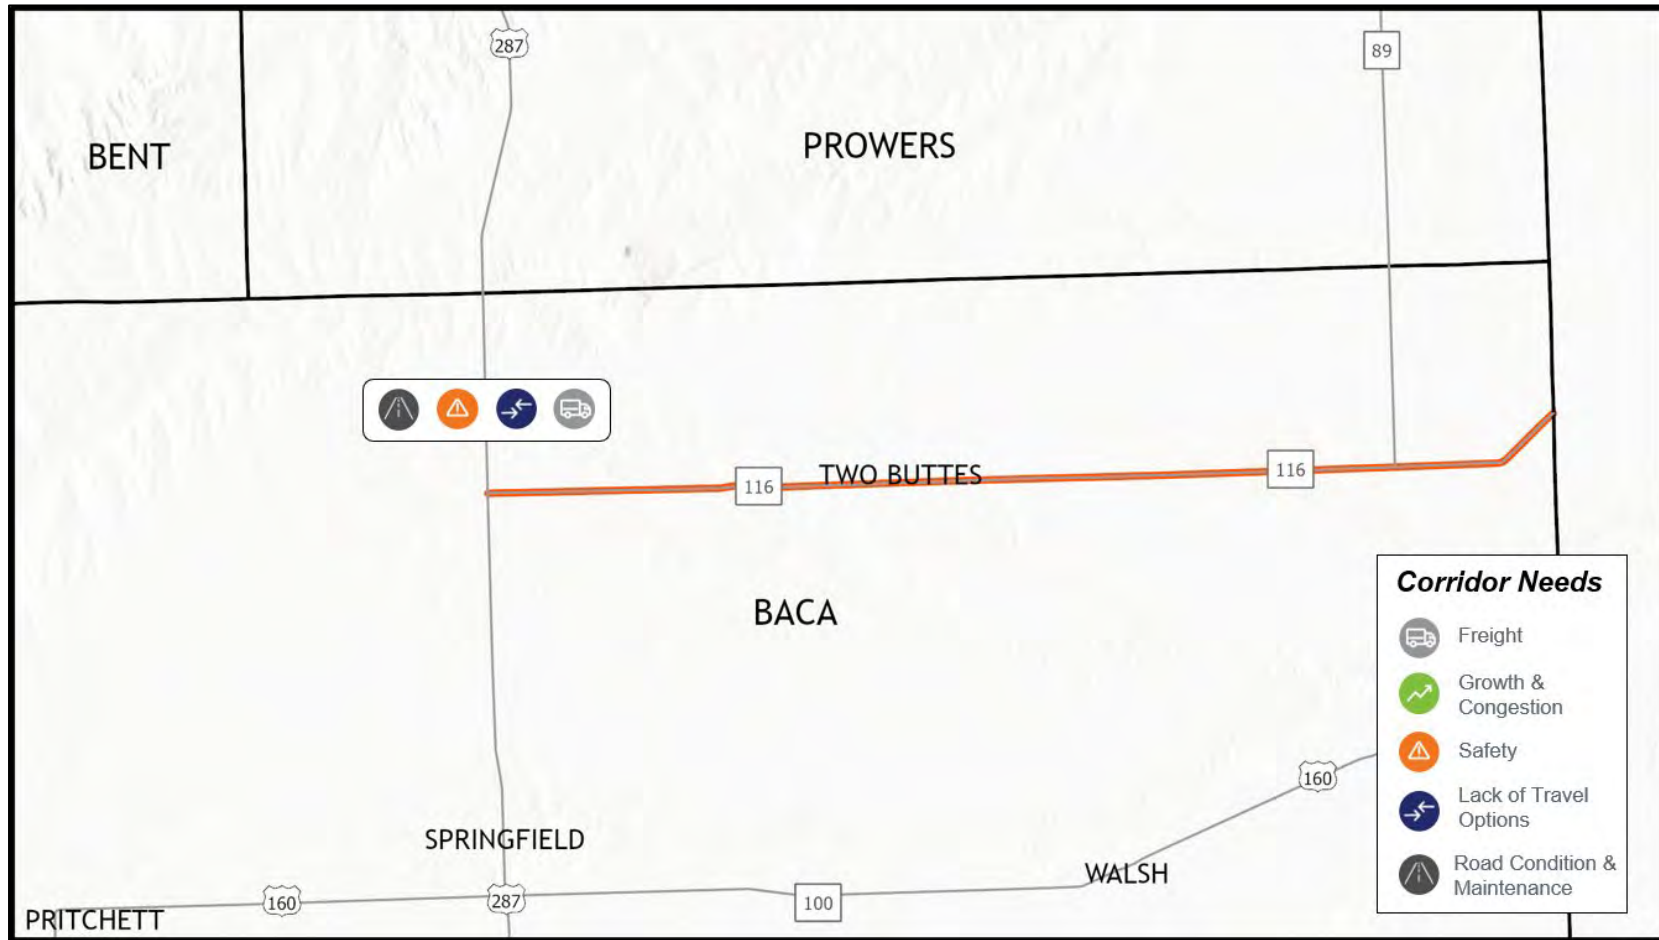 287
89
BENT
PROWERS
116
TWO BUTTES
116
BACA
Corridor Needs
Freight
Growth &
Congestion
Safety
Lack of Travel
Options
Road Condition &
Maintenance
160
SPRINGFIELD
WALSH
160
287
100
PRITCHETT